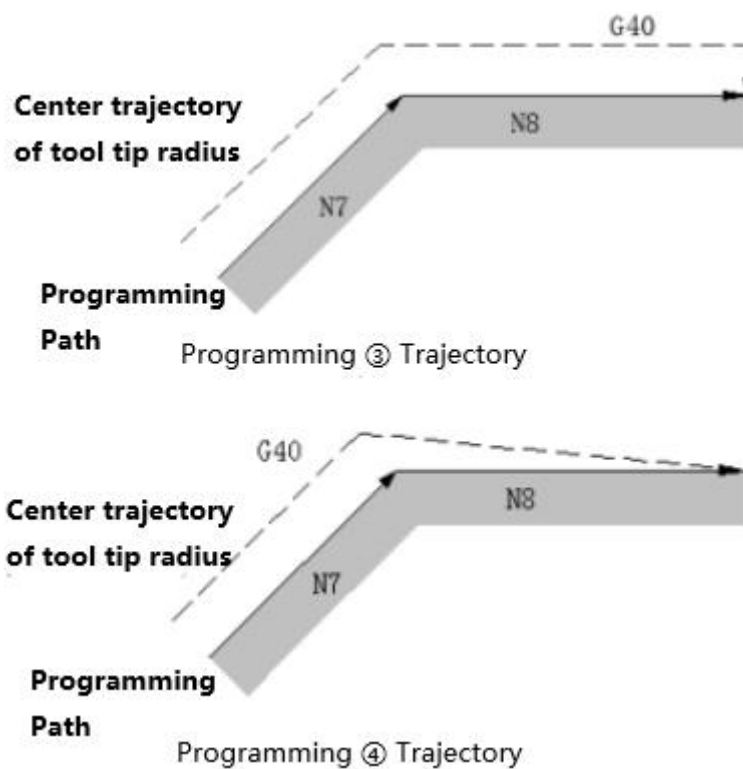 G40
Center trajectory
of tool tip radius
N8
N7
Programming
Path
Programming ③ Trajectory
G40
Center trajectory
of tool tip radius
N8
N7
Programming
Path
Programming ④ Trajectory